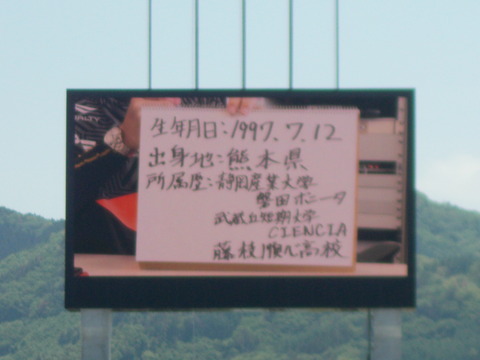 生年月日:1997.7.12
出身地:熊本県
所属歴:静岡産業大学
磐田ボニータ
武蔵丘短期大学
CIENCIA
藤枝順心高校